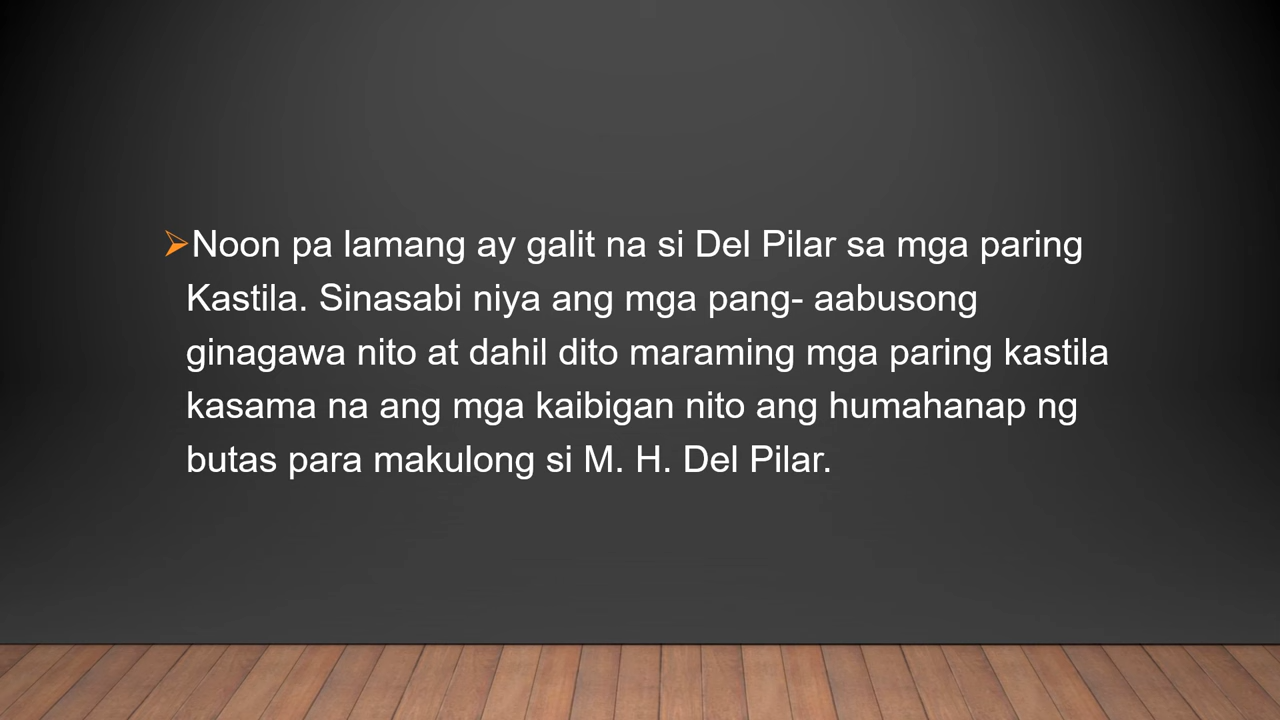 ➢Noon pa lamang ay galit na si Del Pilar sa mga paring
Kastila. Sinasabi niya ang mga pang- aabusong
ginagawa nito at dahil dito maraming mga paring kastila
kasama na ang mga kaibigan nito ang humahanap ng
butas para makulong si M. H. Del Pilar.